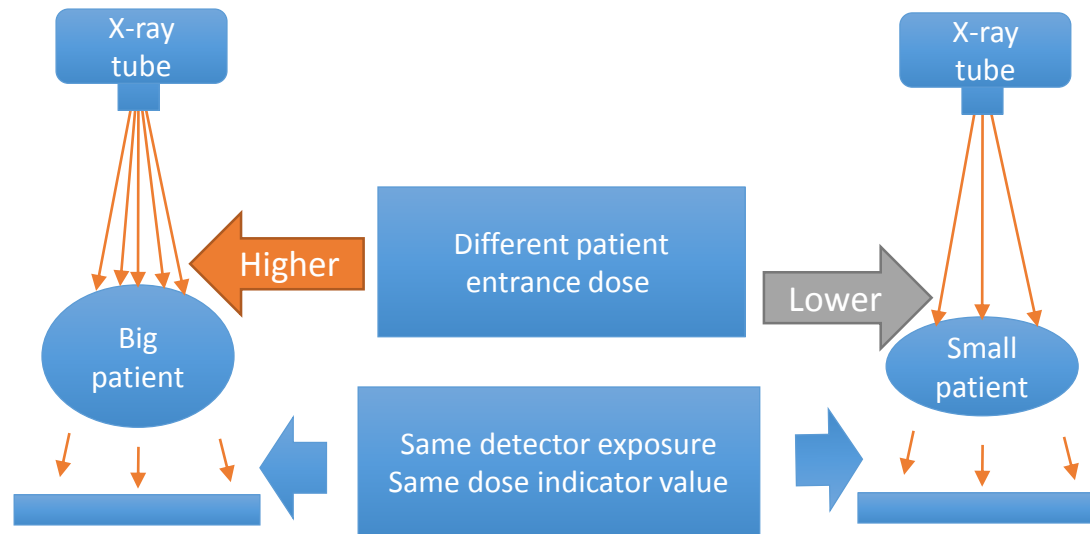 X-ray
tube
X-ray
tube
Different patient
entrance dose
Higher
Lower
Big
patient
Small
patient
Same detector exposure
Same dose indicator value